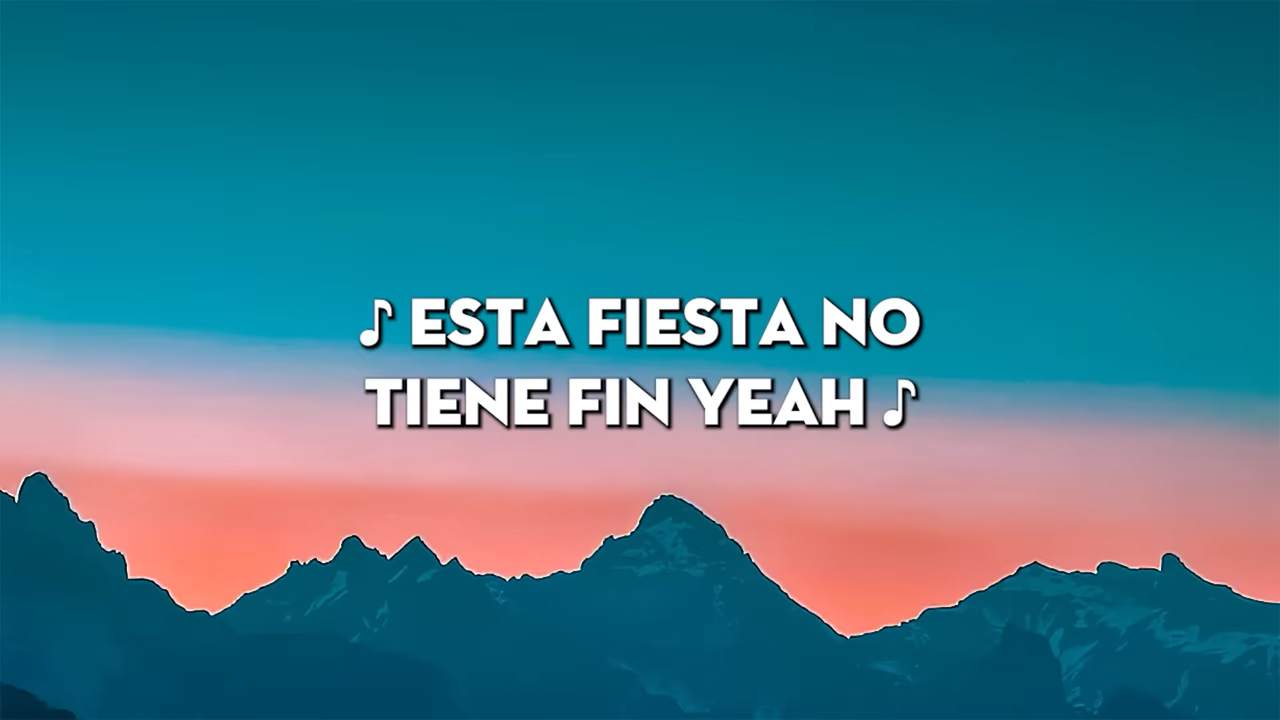 ♪ ESTA FIESTA NO
TIENE FIN YEAH ♪